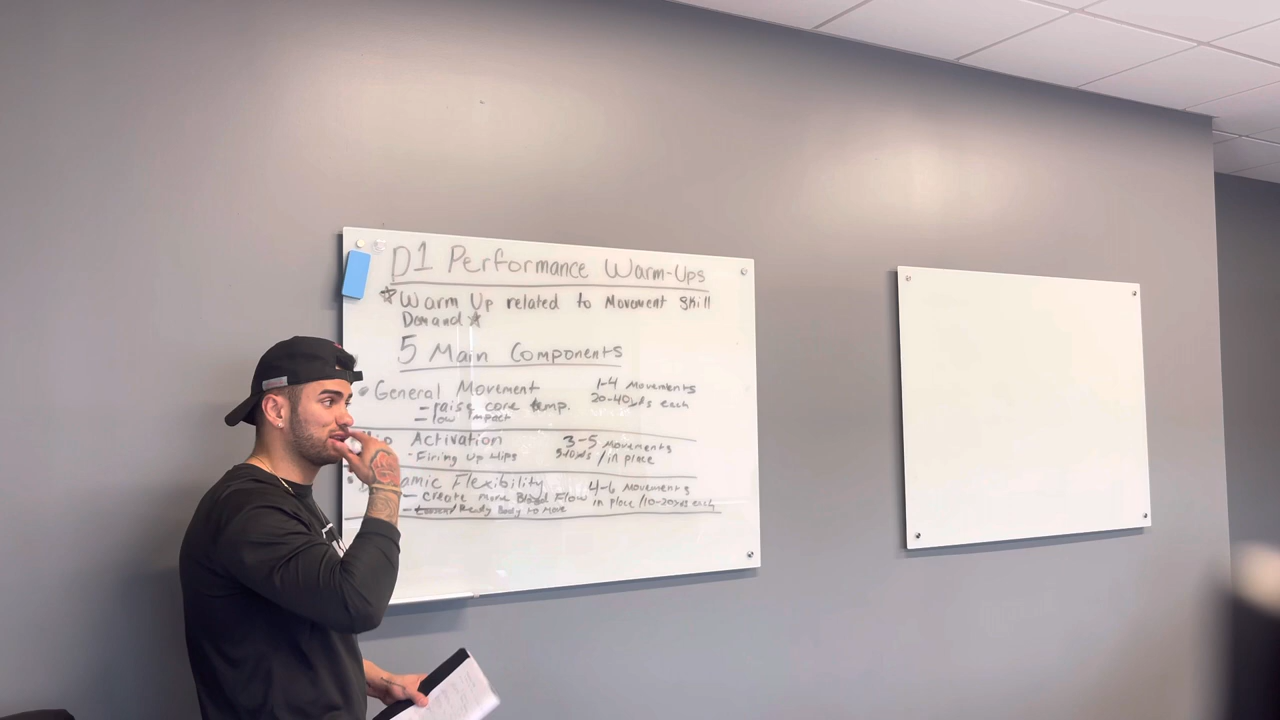 D1 Performance Warm-Ups
☆Warm Up related to Movement Skill
Demand☆
5 Main Components
• General Movement 1-4 Movements
- raise core temp. 20-40yds each
- low impact
Activation 3-5 Movements
- Firing Up Hips 5-10yds / in place
amic Flexibility 4-6 Movements
- create more Blood Flow in place /10-20yds each
- Ready Body to Move